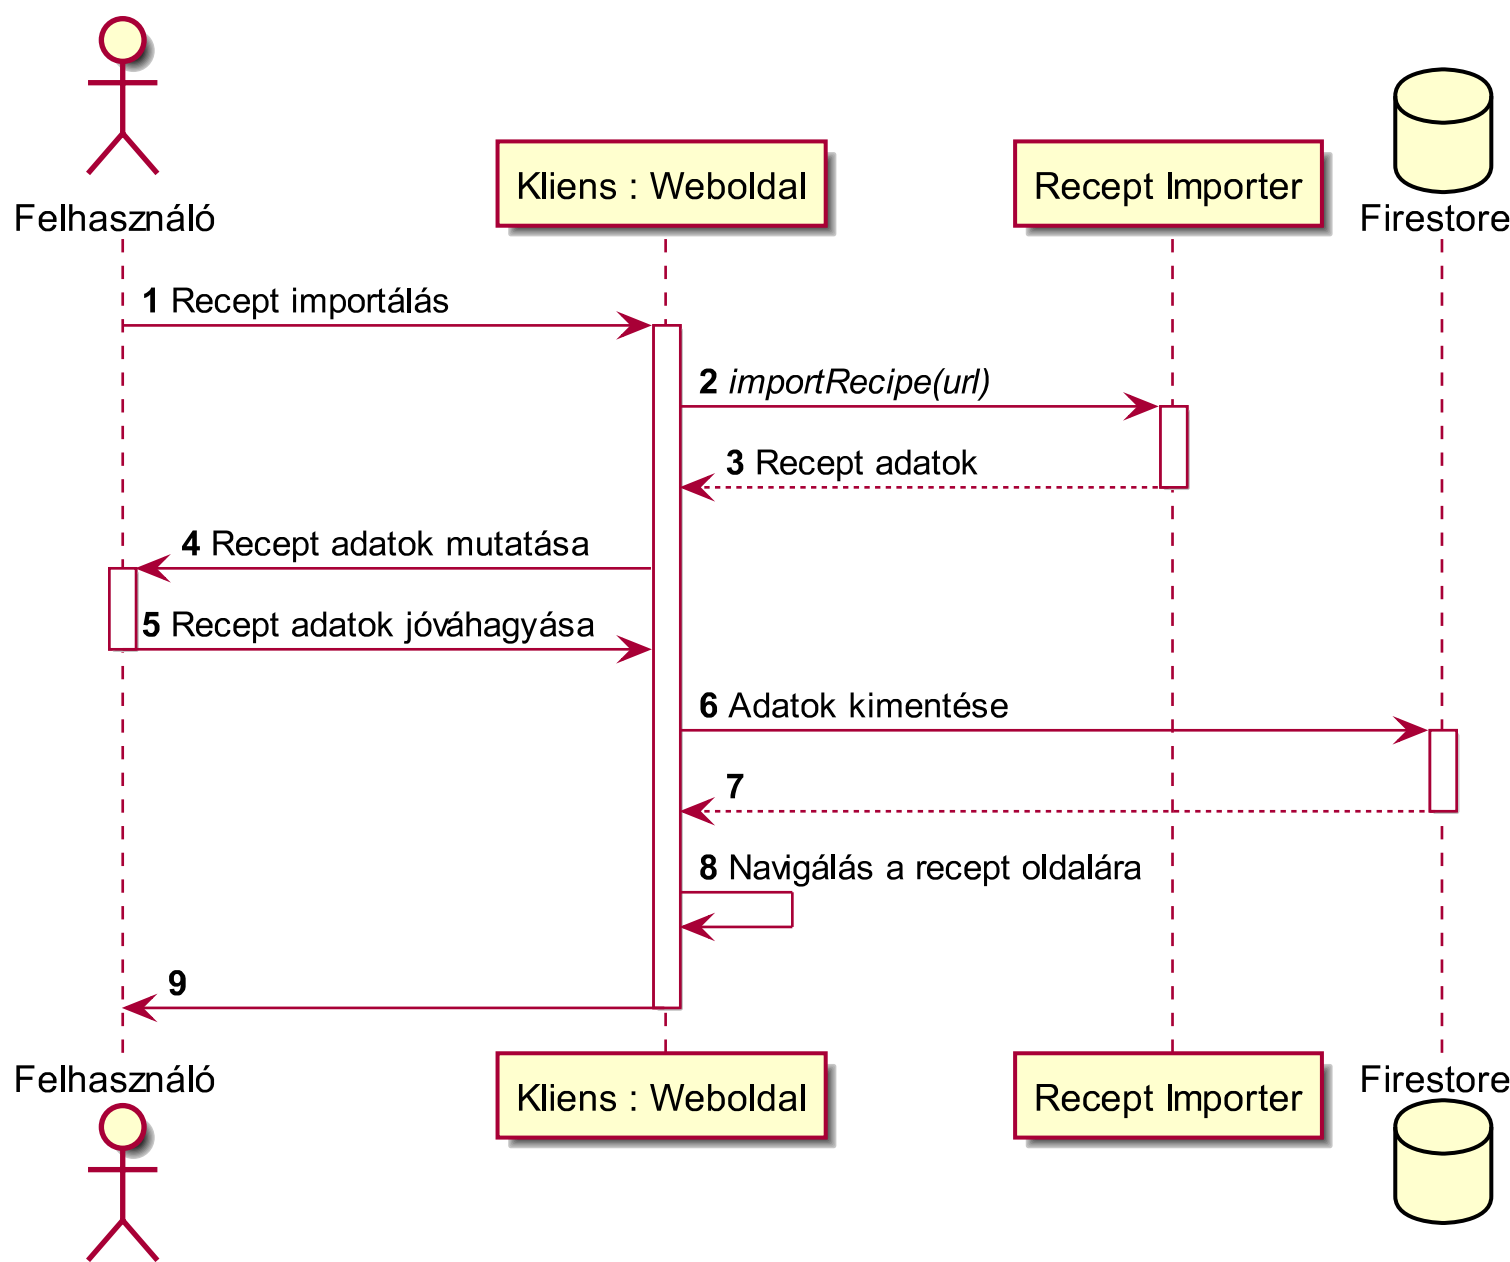 Felhasználó
Kliens : Weboldal
Recept Importer
Firestore
1 Recept importálás
2 importRecipe(url)
3 Recept adatok
4 Recept adatok mutatása
5 Recept adatok jóváhagyása
6 Adatok kimentése
7
8 Navigálás a recept oldalára
9
Felhasználó
Kliens : Weboldal
Recept Importer
Firestore